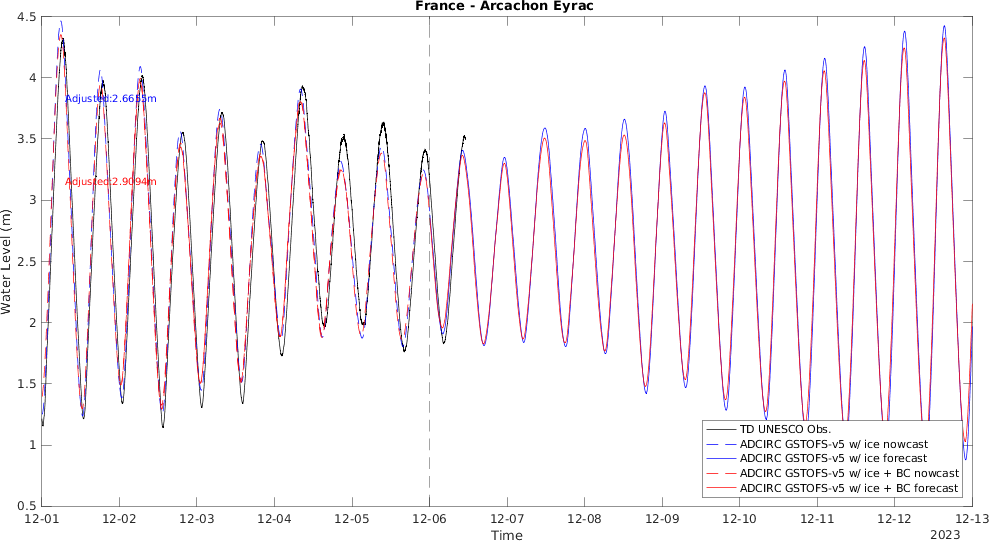 France - Arcachon Eyrac
4.5
4
3.5
3
2.5
2
1.5
1
0.5
Water Level (m)
Adjusted:2.6655m
Adjusted:2.9094m
TD UNESCO Obs.
ADCIRC GSTOFS-v5 w/ ice nowcast
ADCIRC GSTOFS-v5 w/ ice forecast
ADCIRC GSTOFS-v5 w/ ice + BC nowcast
ADCIRC GSTOFS-v5 w/ ice + BC forecast
12-01 12-02 12-03 12-04 12-05 12-06 12-07 12-08 12-09 12-10 12-11 12-12 12-13
Time
2023